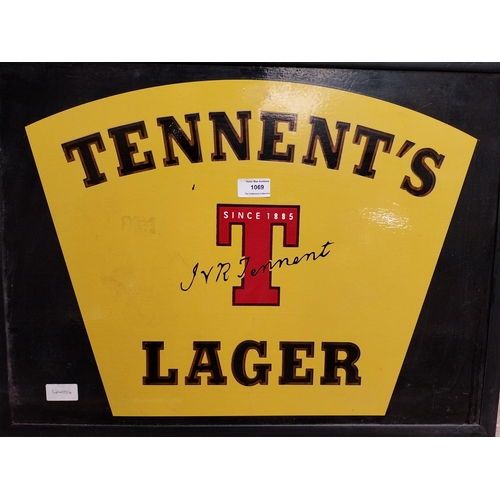 TENNENT'S
1069
SINCE 1885
T
J & R Tennent
LAGER